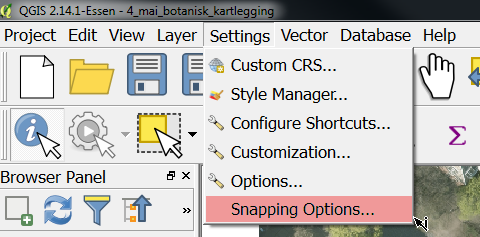 QGIS 2.14.1-Essen - 4_mai_botanisk_kartlegging
Project Edit View Layer Settings Vector Database Help
Custom CRS...
Style Manager...
Configure Shortcuts...
Customization...
Options...
Snapping Options...
Browser Panel